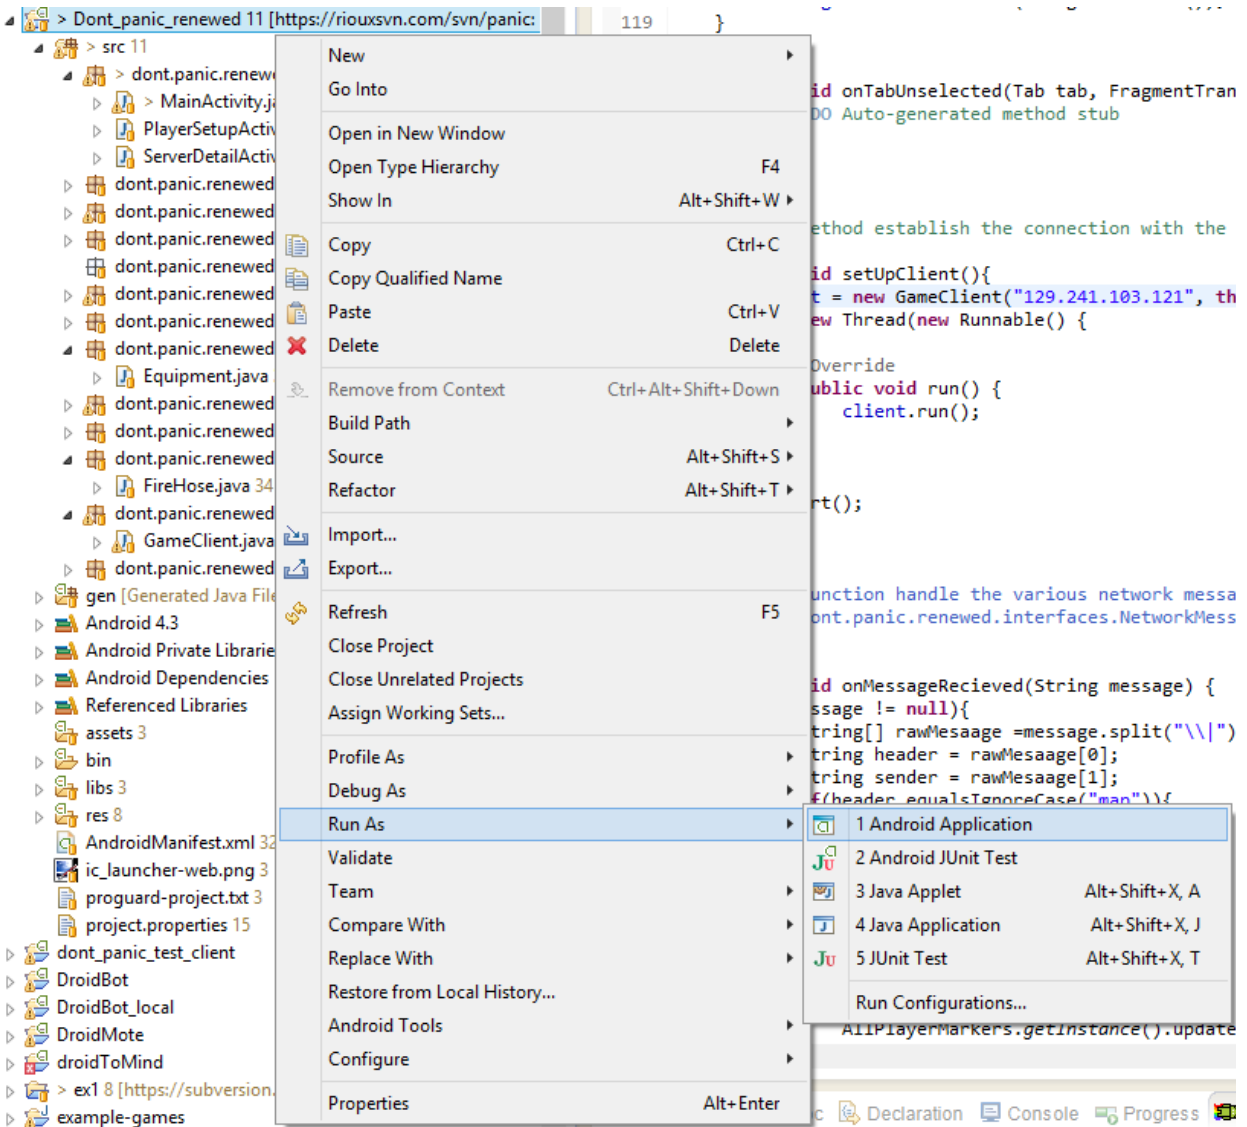 > Dont_panic_renewed 11 [https://riouxsvn.com/svn/panic:
> src 11
> dont.panic.renew
> MainActivity.ja
PlayerSetupActiv
ServerDetailActiv
dont.panic.renewed
dont.panic.renewed
dont.panic.renewed
dont.panic.renewed
dont.panic.renewed
dont.panic.renewed
dont.panic.renewed
Equipment.java
dont.panic.renewed
dont.panic.renewed
dont.panic.renewed
FireHose.java 34
dont.panic.renewed
GameClient.java
dont.panic.renewed
gen [Generated Java File
Android 4.3
Android Private Librarie
Android Dependencies
Referenced Libraries
assets 3
bin
libs 3
res 8
AndroidManifest.xml 32
ic_launcher-web.png 3
proguard-project.txt 3
project.properties 15
dont_panic_test_client
DroidBot
DroidBot_local
DroidMote
droidToMind
> ex1 8 [https://subversion.
example-games
New
Go Into
Open in New Window
Open Type Hierarchy F4
Show In Alt+Shift+W
Copy Ctrl+C
Copy Qualified Name
Paste Ctrl+V
Delete Delete
Remove from Context Ctrl+Alt+Shift+Down
Build Path
Source Alt+Shift+S
Refactor Alt+Shift+T
Import...
Export...
Refresh F5
Close Project
Close Unrelated Projects
Assign Working Sets...
Profile As
Debug As
Run As
Validate
Team
Compare With
Replace With
Restore from Local History...
Android Tools
Configure
Properties Alt+Enter
1 Android Application
2 Android JUnit Test
3 Java Applet Alt+Shift+X, A
4 Java Application Alt+Shift+X, J
5 JUnit Test Alt+Shift+X, T
Run Configurations...
119 }
id onTabUnselected(Tab tab, FragmentTran
DO Auto-generated method stub
ethod establish the connection with the
id setUpClient(){
t = new GameClient("129.241.103.121", th
ew Thread(new Runnable() {
Override
ublic void run() {
client.run();
rt();
unction handle the various network messa
ont.panic.renewed.interfaces.NetworkMess
id onMessageRecieved(String message) {
ssage != null){
tring[] rawMesaage =message.split("\\|")
tring header = rawMesaage[0];
tring sender = rawMesaage[1];
f(header.equalsIgnoreCase("map")){
AllPlayerMarkers.getInstance().update
Declaration Console Progress